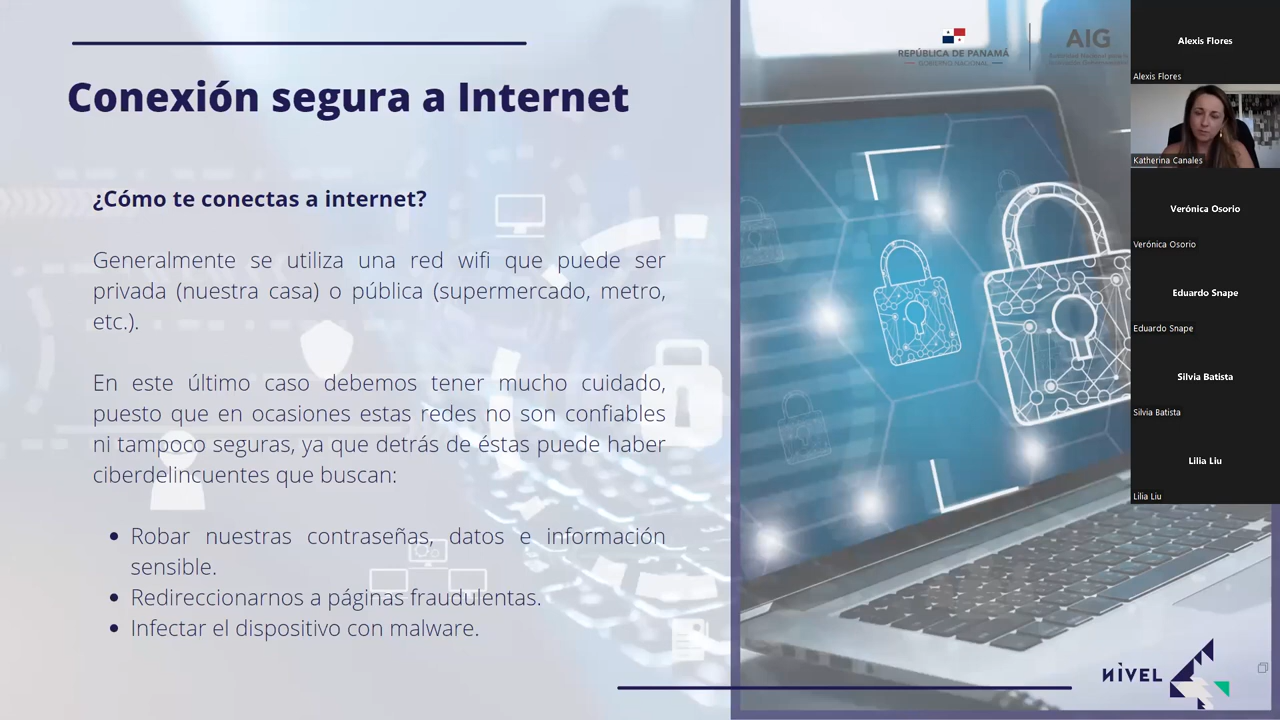 Conexión segura a Internet
¿Cómo te conectas a internet?
Generalmente se utiliza una red wifi que puede ser
privada (nuestra casa) o pública (supermercado, metro,
etc.).
En este último caso debemos tener mucho cuidado,
puesto que en ocasiones estas redes no son confiables
ni tampoco seguras, ya que detrás de éstas puede haber
ciberdelincuentes que buscan:
Robar nuestras contraseñas, datos e información
sensible.
Redireccionarnos a páginas fraudulentas.
Infectar el dispositivo con malware.
REPÚBLICA DE PANAMÁ
GOBIERNO NACIONAL
AIG
NIVEL 4
Alexis Flores
Alexis Flores
Katherina Canales
Verónica Osorio
Verónica Osorio
Eduardo Snape
Eduardo Snape
Silvia Batista
Silvia Batista
Lilia Liu
Lilia Liu